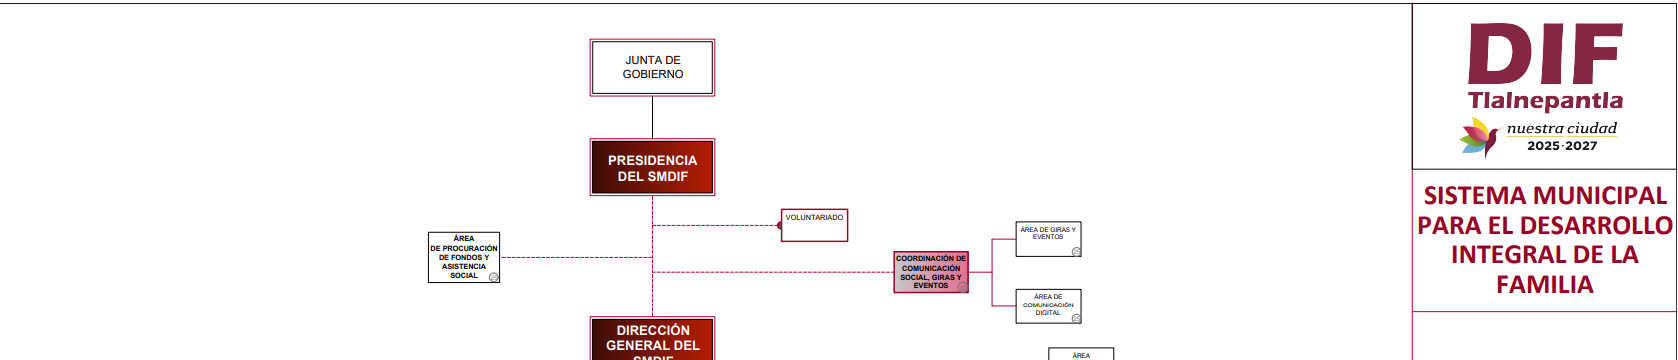 JUNTA DE
GOBIERNO
PRESIDENCIA
DEL SMDIF
VOLUNTARIADO
ÁREA
DE PROCURACIÓN
DE FONDOS Y
ASISTENCIA
SOCIAL
COORDINACIÓN DE
COMUNICACIÓN
SOCIAL, GIRAS Y
EVENTOS
ÁREA DE GIRAS Y
EVENTOS
ÁREA DE
COMUNICACIÓN
DIGITAL
DIRECCIÓN
GENERAL DEL
SMDIF
ÁREA
DIF
Tlalnepantla
nuestra ciudad
2025·2027
SISTEMA MUNICIPAL
PARA EL DESARROLLO
INTEGRAL DE LA
FAMILIA